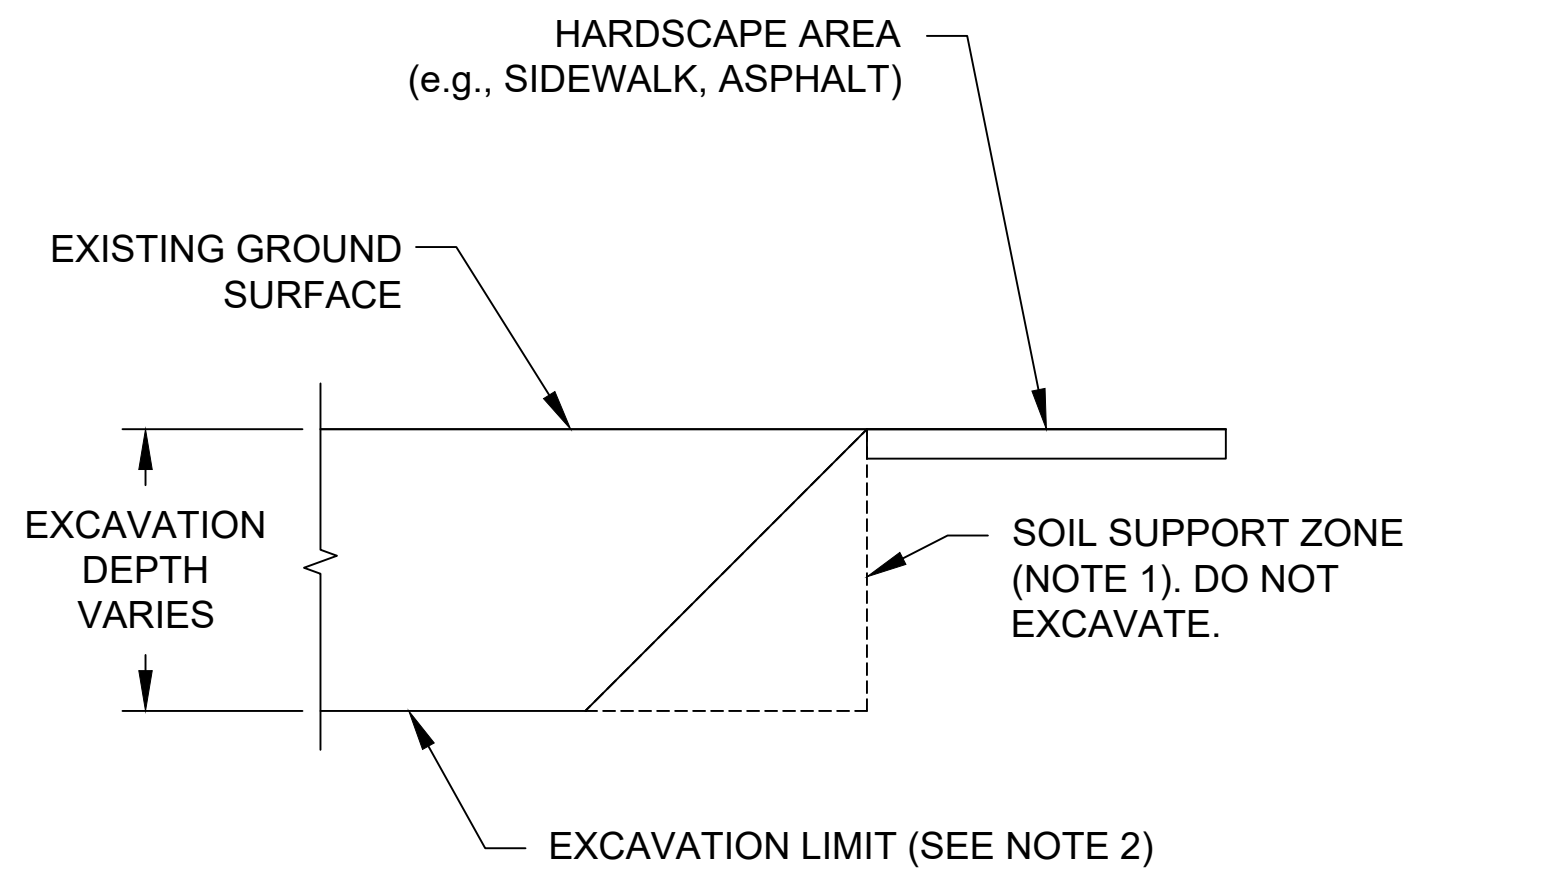 HARDSCAPE AREA
(e.g., SIDEWALK, ASPHALT)
EXISTING GROUND
SURFACE
EXCAVATION
DEPTH
VARIES
SOIL SUPPORT ZONE
(NOTE 1). DO NOT
EXCAVATE.
EXCAVATION LIMIT (SEE NOTE 2)